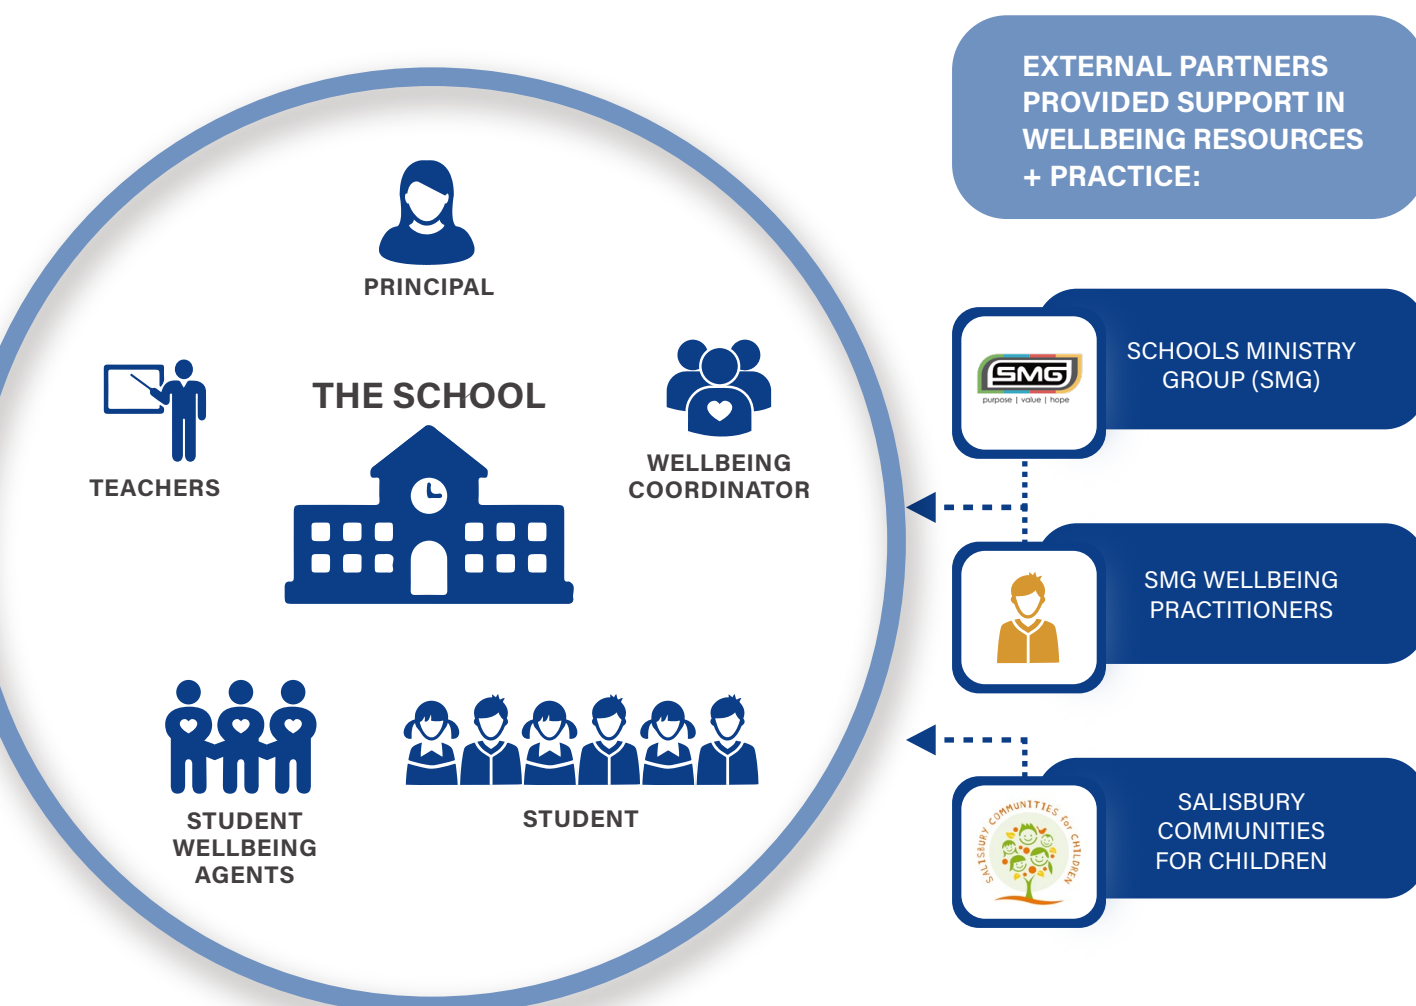 EXTERNAL PARTNERS
PROVIDED SUPPORT IN
WELLBEING RESOURCES
+ PRACTICE:
PRINCIPAL
THE SCHOOL
TEACHERS
WELLBEING
COORDINATOR
STUDENT
WELLBEING
AGENTS
STUDENT
SMG
purpose | value | hope
SCHOOLS MINISTRY
GROUP (SMG)
SMG WELLBEING
PRACTITIONERS
SALISBURY COMMUNITIES for CHILDREN
SALISBURY
COMMUNITIES
FOR CHILDREN